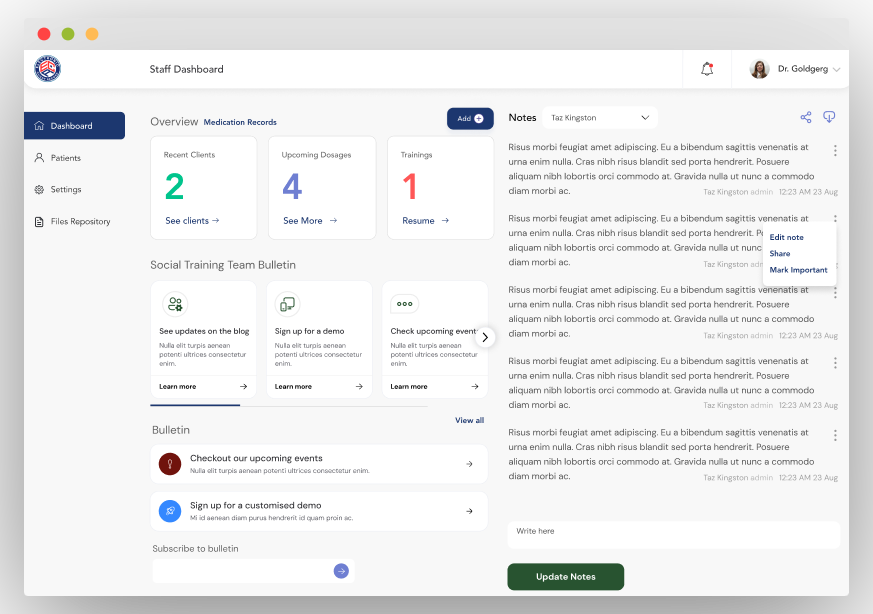 Staff Dashboard
Dr. Goldgerg
Dashboard
Patients
Settings
Files Repository
Overview Medication Records
Add
Recent Clients
2
See clients
Upcoming Dosages
4
See More
Trainings
1
Resume
Social Training Team Bulletin
See updates on the blog
Nulla elit turpis aenean
potenti ultrices consectetur
enim.
Learn more
Sign up for a demo
Nulla elit turpis aenean
potenti ultrices consectetur
enim.
Learn more
Check upcoming event
Nulla elit turpis aenean
potenti ultrices consectetur
enim.
Learn more
View all
Bulletin
Checkout our upcoming events
Nulla elit turpis aenean potenti ultrices consectetur enim.
Sign up for a customised demo
Mi id aenean diam purus hendrerit id quam proin ac.
Subscribe to bulletin
Notes Taz Kingston
Risus morbi feugiat amet adipiscing. Eu a bibendum sagittis venenatis at
urna enim nulla. Cras nibh risus blandit sed porta hendrerit. Posuere
aliquam nibh lobortis orci commodo at. Gravida nulla ut nunc a commodo
diam morbi ac.
Taz Kingston admin 12:23 AM 23 Aug
Risus morbi feugiat amet adipiscing. Eu a bibendum sagittis venenatis at
urna enim nulla. Cras nibh risus blandit sed porta hendrerit.
aliquam nibh lobortis orci commodo at. Gravida nulla ut nunc
diam morbi ac.
Taz Kingston
Edit note
Share
Mark Important
Risus morbi feugiat amet adipiscing. Eu a bibendum sagittis venenatis at
urna enim nulla. Cras nibh risus blandit sed porta hendrerit. Posuere
aliquam nibh lobortis orci commodo at. Gravida nulla ut nunc a commodo
diam morbi ac.
Taz Kingston admin 12:23 AM 23 Aug
Risus morbi feugiat amet adipiscing. Eu a bibendum sagittis venenatis at
urna enim nulla. Cras nibh risus blandit sed porta hendrerit. Posuere
aliquam nibh lobortis orci commodo at. Gravida nulla ut nunc a commodo
diam morbi ac.
Taz Kingston admin 12:23 AM 23 Aug
Risus morbi feugiat amet adipiscing. Eu a bibendum sagittis venenatis at
urna enim nulla. Cras nibh risus blandit sed porta hendrerit. Posuere
aliquam nibh lobortis orci commodo at. Gravida nulla ut nunc a commodo
diam morbi ac.
Taz Kingston admin 12:23 AM 23 Aug
Write here
Update Notes